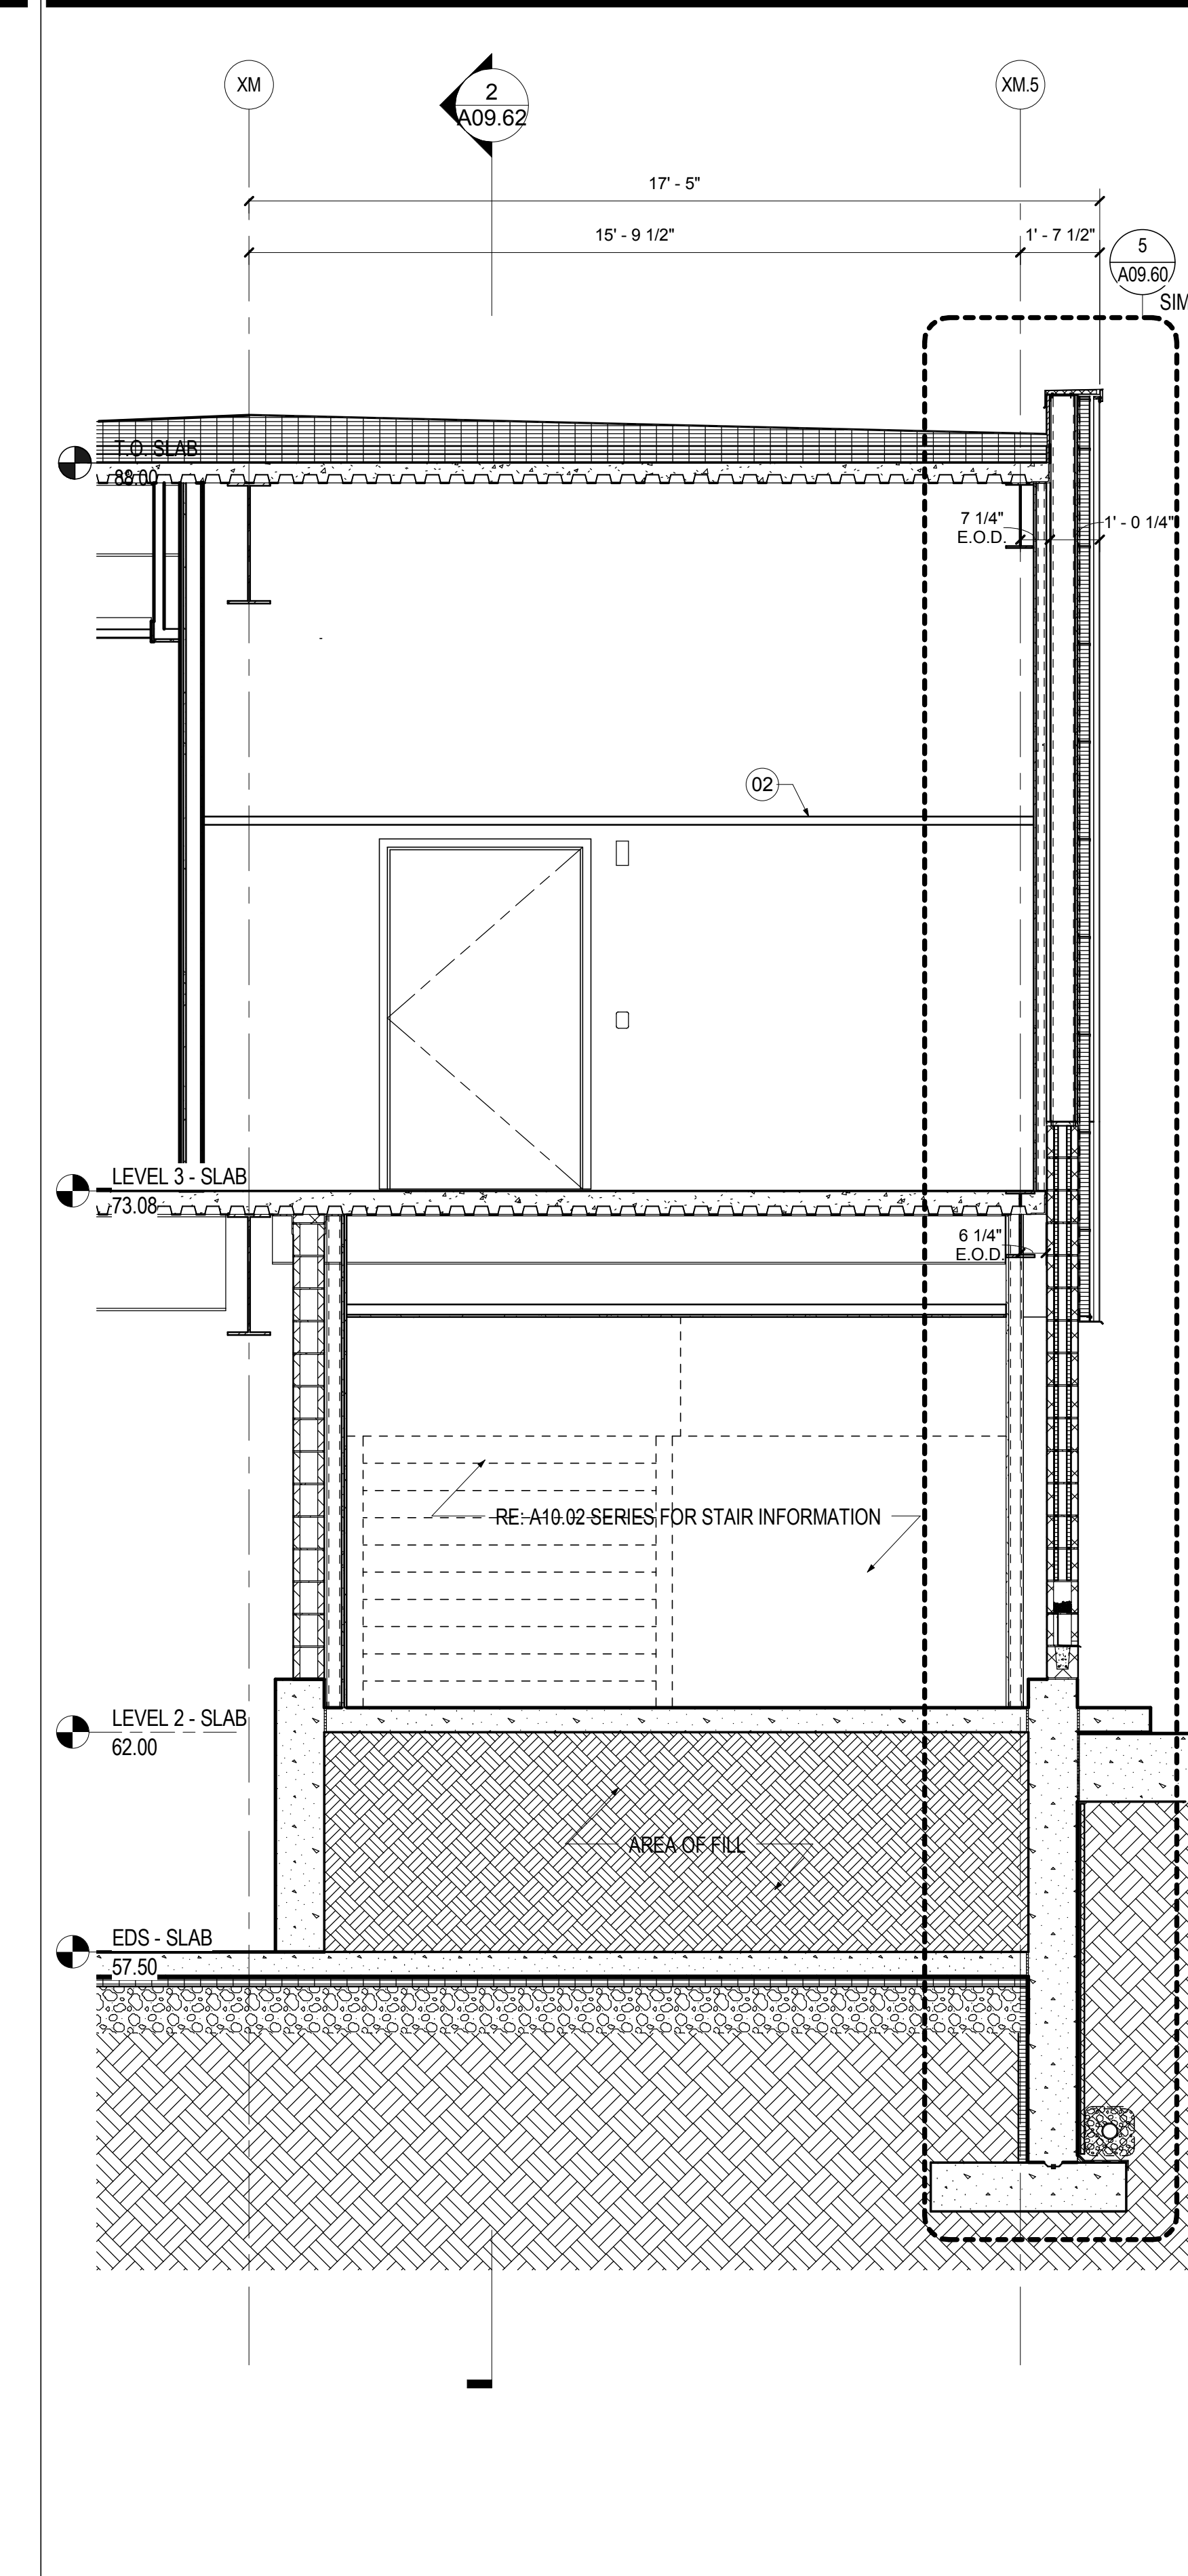 XM
2
A09.62
XM.5
17' - 5"
15' - 9 1/2"
1' - 7 1/2"
5
A09.60
SIM
T.O. SLAB
88.00
7 1/4"
E.O.D.
1' - 0 1/4"
02
LEVEL 3 - SLAB
73.08
6 1/4"
E.O.D.
RE: A10.02 SERIES FOR STAIR INFORMATION
LEVEL 2 - SLAB
62.00
AREA OF FILL
EDS - SLAB
57.50